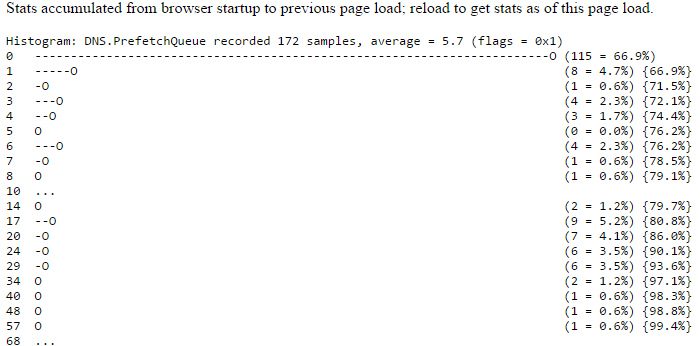 Stats accumulated from browser startup to previous page load; reload to get stats as of this page load.
Histogram: DNS.PrefetchQueue recorded 172 samples, average = 5.7 (flags = 0x1)
0 ------------------------------------------------------------------------O (115 = 66.9%)
1 -----O (8 = 4.7%) {66.9%}
2 -O (1 = 0.6%) {71.5%}
3 ---O (4 = 2.3%) {72.1%}
4 --O (3 = 1.7%) {74.4%}
5 O (0 = 0.0%) {76.2%}
6 ---O (4 = 2.3%) {76.2%}
7 -O (1 = 0.6%) {78.5%}
8 O (1 = 0.6%) {79.1%}
10 ...
14 O (2 = 1.2%) {79.7%}
17 --O (9 = 5.2%) {80.8%}
20 -O (7 = 4.1%) {86.0%}
24 -O (6 = 3.5%) {90.1%}
29 -O (6 = 3.5%) {93.6%}
34 O (2 = 1.2%) {97.1%}
40 O (1 = 0.6%) {98.3%}
48 O (1 = 0.6%) {98.8%}
57 O (1 = 0.6%) {99.4%}
68 ...